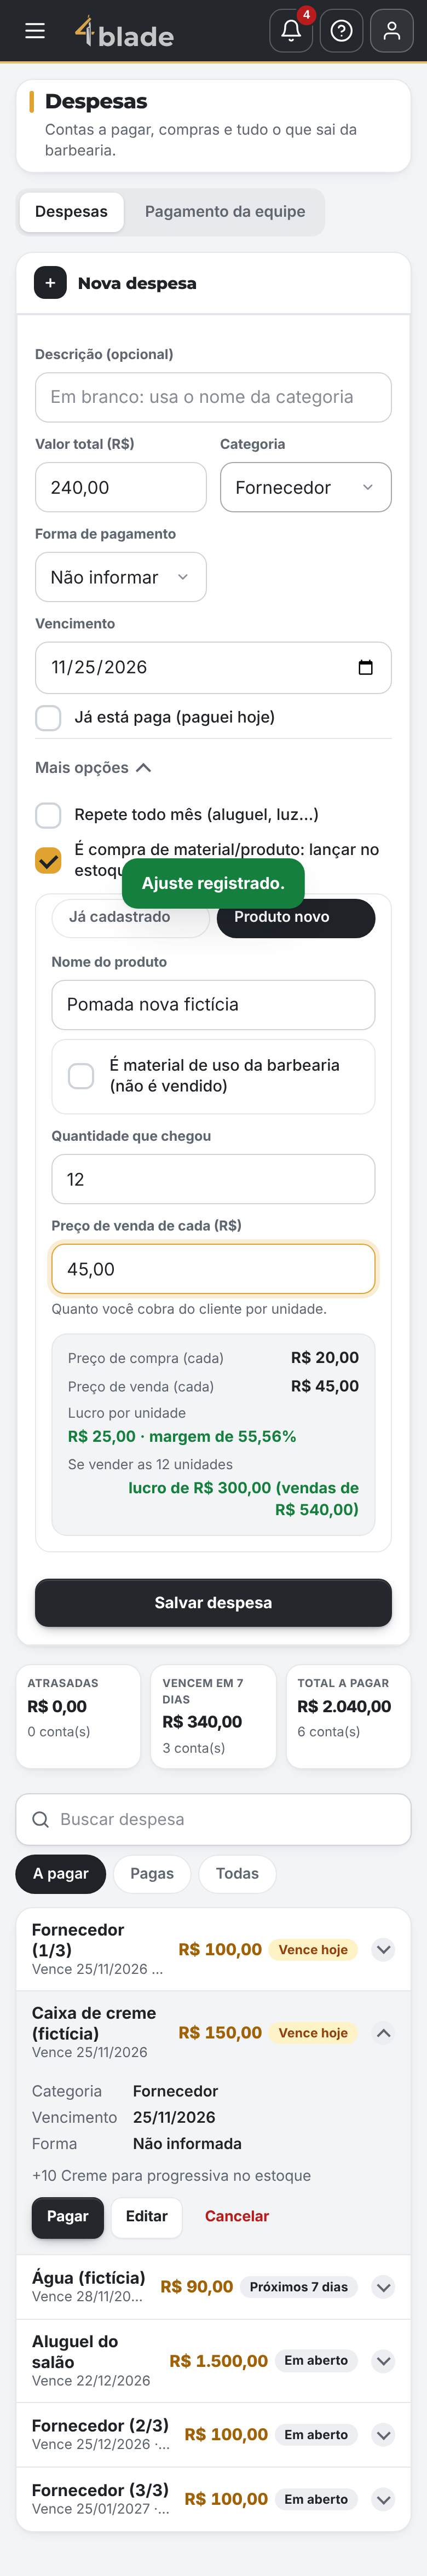 4blade
4
Despesas
Contas a pagar, compras e tudo o que sai da
barbearia.
Despesas
Pagamento da equipe
+ Nova despesa
Descrição (opcional)
Em branco: usa o nome da categoria
Valor total (R$)
Categoria
240,00
Fornecedor
Forma de pagamento
Não informar
Vencimento
11/25/2026
Já está paga (paguei hoje)
Mais opções
Repete todo mês (aluguel, luz...)
É compra de material/produto: lançar no
Ajuste registrado.
Já cadastrado
Produto novo
Nome do produto
Pomada nova fictícia
É material de uso da barbearia
(não é vendido)
Quantidade que chegou
12
Preço de venda de cada (R$)
45,00
Quanto você cobra do cliente por unidade.
Preço de compra (cada)
R$ 20,00
Preço de venda (cada)
R$ 45,00
Lucro por unidade
R$ 25,00 · margem de 55,56%
Se vender as 12 unidades
lucro de R$ 300,00 (vendas de
R$ 540,00)
Salvar despesa
ATRASADAS
R$ 0,00
0 conta(s)
VENCEM EM 7
DIAS
R$ 340,00
3 conta(s)
TOTAL A PAGAR
R$ 2.040,00
6 conta(s)
Buscar despesa
A pagar
Pagas
Todas
Fornecedor
(1/3)
Vence 25/11/2026 ...
R$ 100,00
Vence hoje
Caixa de creme
(fictícia)
Vence 25/11/2026
R$ 150,00
Vence hoje
Categoria
Fornecedor
Vencimento
25/11/2026
Forma
Não informada
+10 Creme para progressiva no estoque
Pagar
Editar
Cancelar
Água (fictícia)
Vence 28/11/20...
R$ 90,00
Próximos 7 dias
Aluguel do
salão
Vence 22/12/2026
R$ 1.500,00
Em aberto
Fornecedor (2/3)
Vence 25/12/2026 ·...
R$ 100,00
Em aberto
Fornecedor (3/3)
Vence 25/01/2027 ·...
R$ 100,00
Em aberto